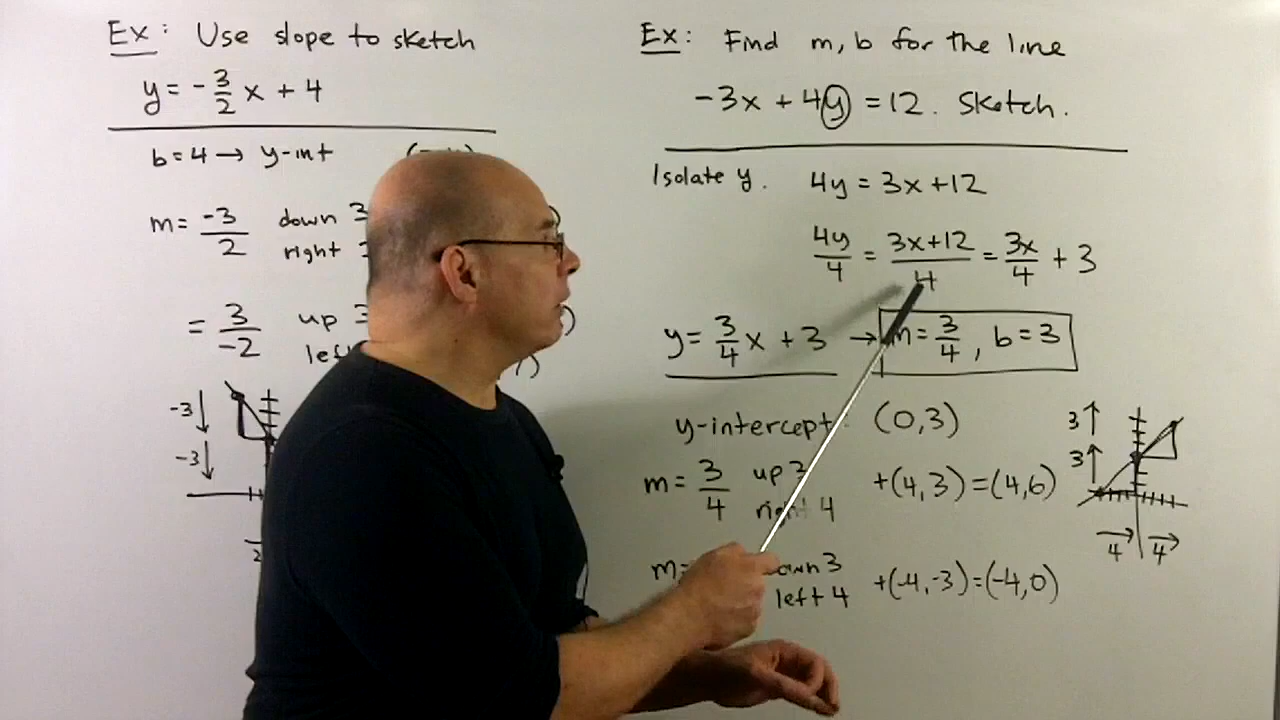 Ex: Use slope to sketch
y = -3/2 x + 4
b = 4 → y-int
m = -3/2 down 3
right
= 3/-2 up 3
left
-3 ↓
-3 ↓
2
Ex: Find m, b for the line
-3x + 4y = 12. Sketch.
Isolate y. 4y = 3x + 12
4y/4 = (3x+12)/4 = 3x/4 + 3
y = 3/4 x + 3 → m = 3/4, b = 3
y-intercept: (0,3)
m = 3/4 up 3
right 4 +(4,3) = (4,6)
m = down 3
left 4 +(-4,-3) = (-4,0)
3 ↑
3 ↑
→ 4 → 4